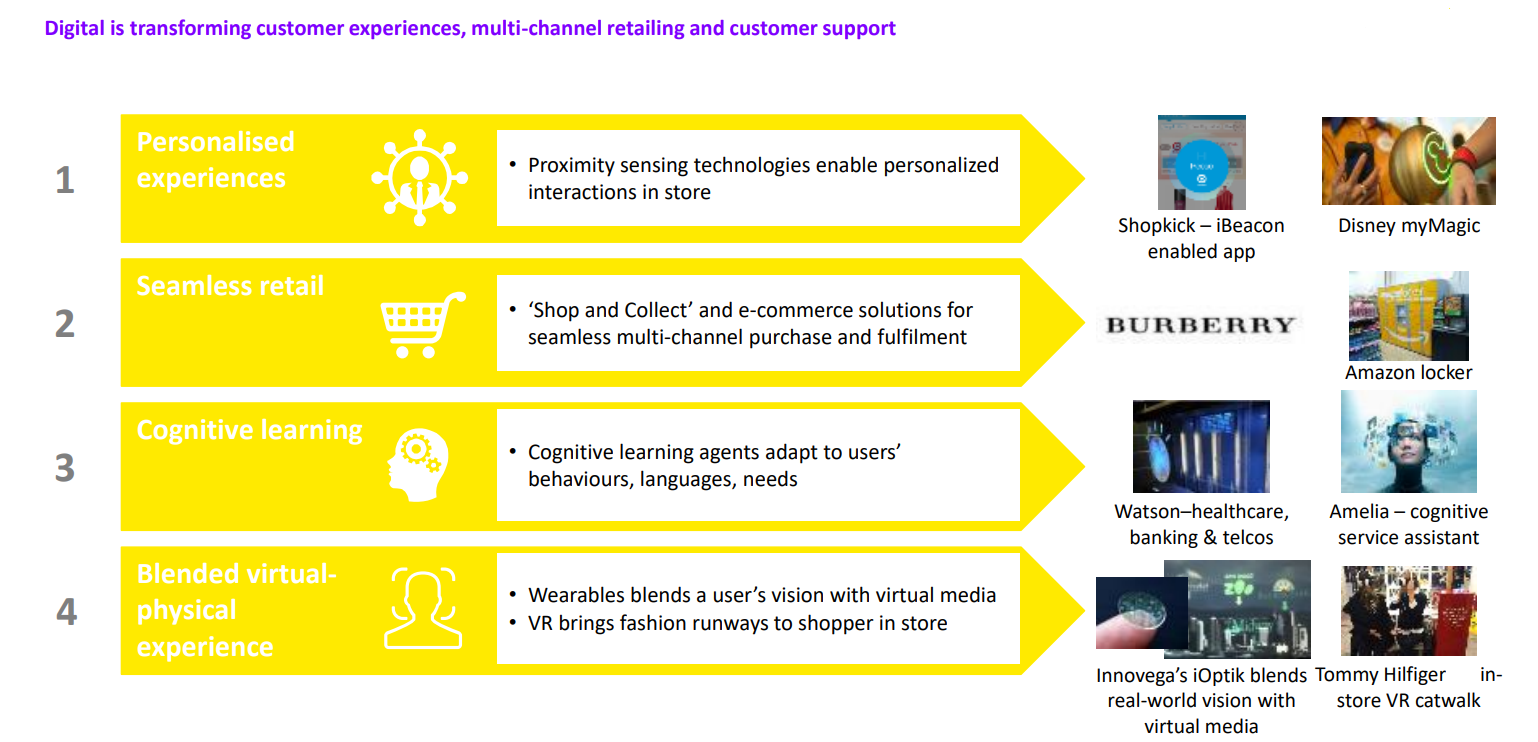 Digital is transforming customer experiences, multi-channel retailing and customer support
1
Personalised
experiences
• Proximity sensing technologies enable personalized
interactions in store
Shopkick – iBeacon
enabled app
Disney myMagic
2
Seamless retail
• ‘Shop and Collect’ and e-commerce solutions for
seamless multi-channel purchase and fulfilment
BURBERRY
Amazon locker
3
Cognitive learning
• Cognitive learning agents adapt to users’
behaviours, languages, needs
Watson–healthcare,
banking & telcos
Amelia – cognitive
service assistant
4
Blended virtual-
physical
experience
• Wearables blends a user’s vision with virtual media
• VR brings fashion runways to shopper in store
Innovega’s iOptik blends
real-world vision with
virtual media
Tommy Hilfiger in-
store VR catwalk